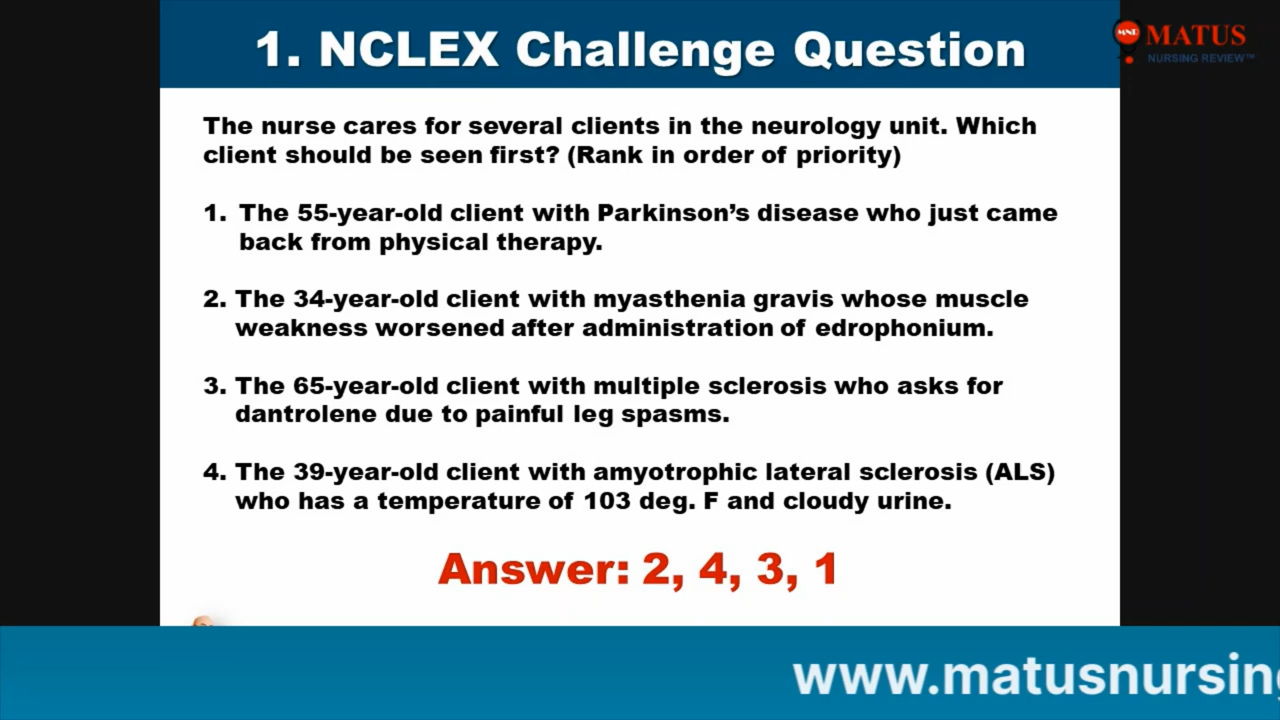 1. NCLEX Challenge Question
MNR
MATUS
NURSING REVIEW™
The nurse cares for several clients in the neurology unit. Which
client should be seen first? (Rank in order of priority)
1. The 55-year-old client with Parkinson’s disease who just came
back from physical therapy.
2. The 34-year-old client with myasthenia gravis whose muscle
weakness worsened after administration of edrophonium.
3. The 65-year-old client with multiple sclerosis who asks for
dantrolene due to painful leg spasms.
4. The 39-year-old client with amyotrophic lateral sclerosis (ALS)
who has a temperature of 103 deg. F and cloudy urine.
Answer: 2, 4, 3, 1
www.matusnursing